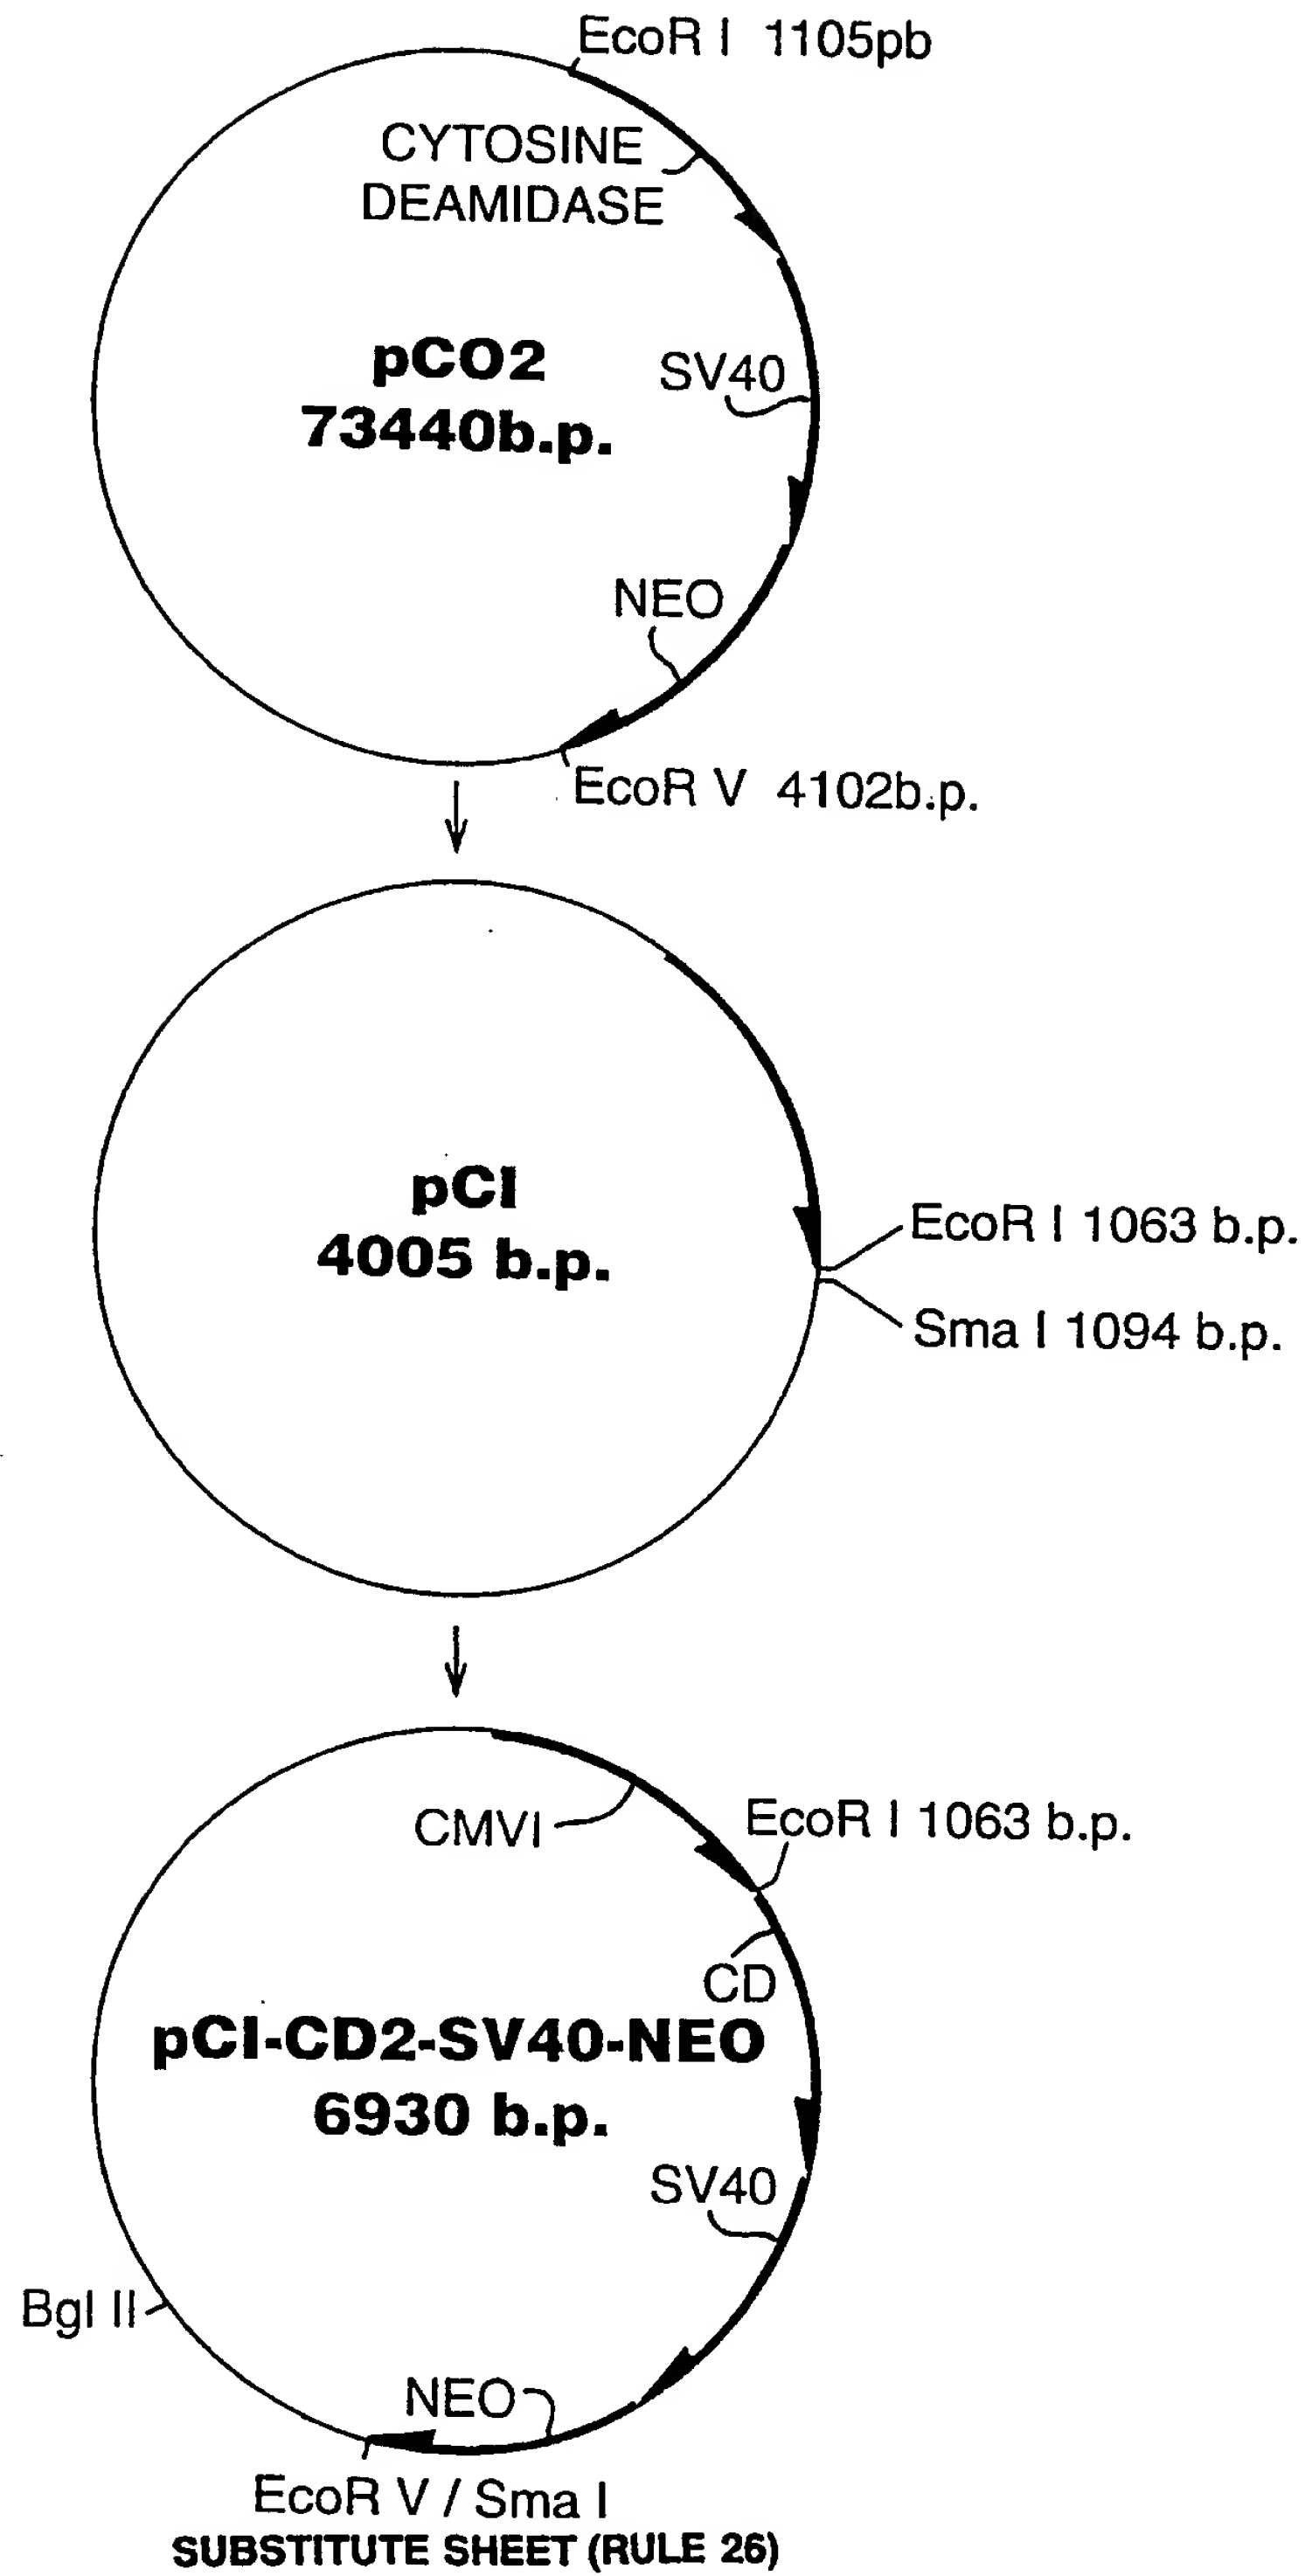 EcoR I 1105pb
CYTOSINE
DEAMIDASE
pCO2
73440b.p.
SV40
NEO
EcoR V 4102b.p.
pCI
4005 b.p.
EcoR I 1063 b.p.
Sma I 1094 b.p.
CMVI
EcoR I 1063 b.p.
CD
pCI-CD2-SV40-NEO
6930 b.p.
SV40
Bgl II
NEO
EcoR V / Sma I
SUBSTITUTE SHEET (RULE 26)